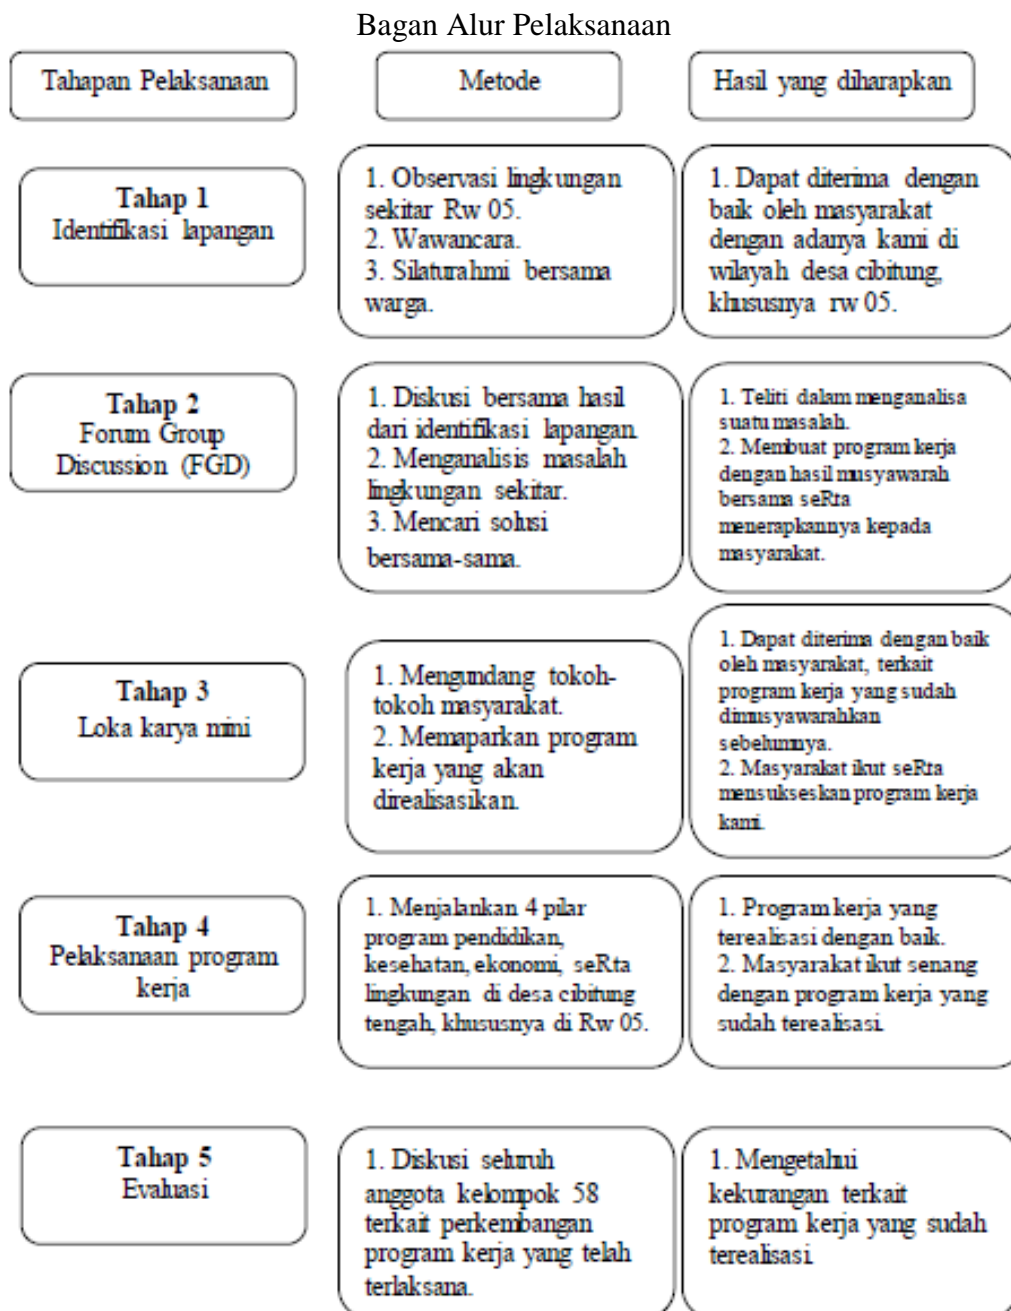 Bagan Alur Pelaksanaan
Tahapan Pelaksanaan
Metode
Hasil yang diharapkan
Tahap 1
Identifikasi lapangan
1. Observasi lingkungan
sekitar Rw 05.
2. Wawancara.
3. Silaturahmi bersama
warga.
1. Dapat diterima dengan
baik oleh masyarakat
dengan adanya kami di
wilayah desa cibitung,
khususnya rw 05.
Tahap 2
Forum Group
Discussion (FGD)
1. Diskusi bersama hasil
dari identifikasi lapangan
2. Menganalisis masalah
lingkungan sekitar.
3. Mencari solusi
bersama-sama.
1. Teliti dalam menganalisa
suatu masalah.
2. Membuat program kerja
dengan hasil musyawarah
bersama seRta
menerapkannya kepada
masyarakat.
Tahap 3
Loka karya mini
1. Mengundang tokoh-
tokoh masyarakat.
2. Memaparkan program
kerja yang akan
direalisasikan.
1. Dapat diterima dengan baik
oleh masyarakat, terkait
program kerja yang sudah
dimusyawarahkan
sebelumnya.
2. Masyarakat ikut seRta
mensukseskan program kerja
kami.
Tahap 4
Pelaksanaan program
kerja
1. Menjalankan 4 pilar
program pendidikan,
kesehatan, ekonomi, seRta
lingkungan di desa cibitung
tengah, khususnya di Rw 05.
1. Program kerja yang
terealisasi dengan baik.
2. Masyarakat ikut senang
dengan program kerja yang
sudah terealisasi.
Tahap 5
Evaluasi
1. Diskusi seluruh
anggota kelompok 58
terkait perkembangan
program kerja yang telah
terlaksana.
1. Mengetahui
kekurangan terkait
program kerja yang sudah
terealisasi.